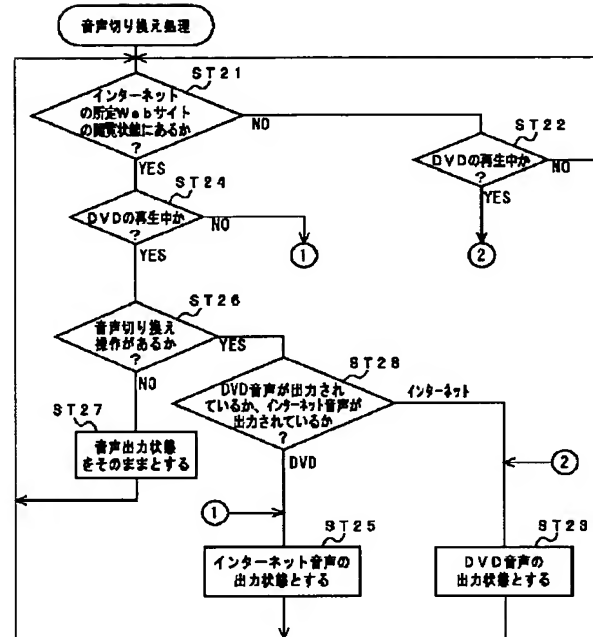 音声切り換え処理
ST21
インターネット
の所定Webサイト
の閲覧状態にあるか
?
NO
YES
ST22
DVDの再生中か
?
NO
YES
②
ST24
DVDの再生中か
?
NO
①
YES
ST26
音声切り換え
操作があるか
?
YES
NO
ST27
音声出力状態
をそのままとする
ST28
DVD音声が出力され
ているか、インターネット音声が
出力されているか
?
インターネット
DVD
②
①
ST25
インターネット音声の
出力状態とする
ST23
DVD音声の
出力状態とする